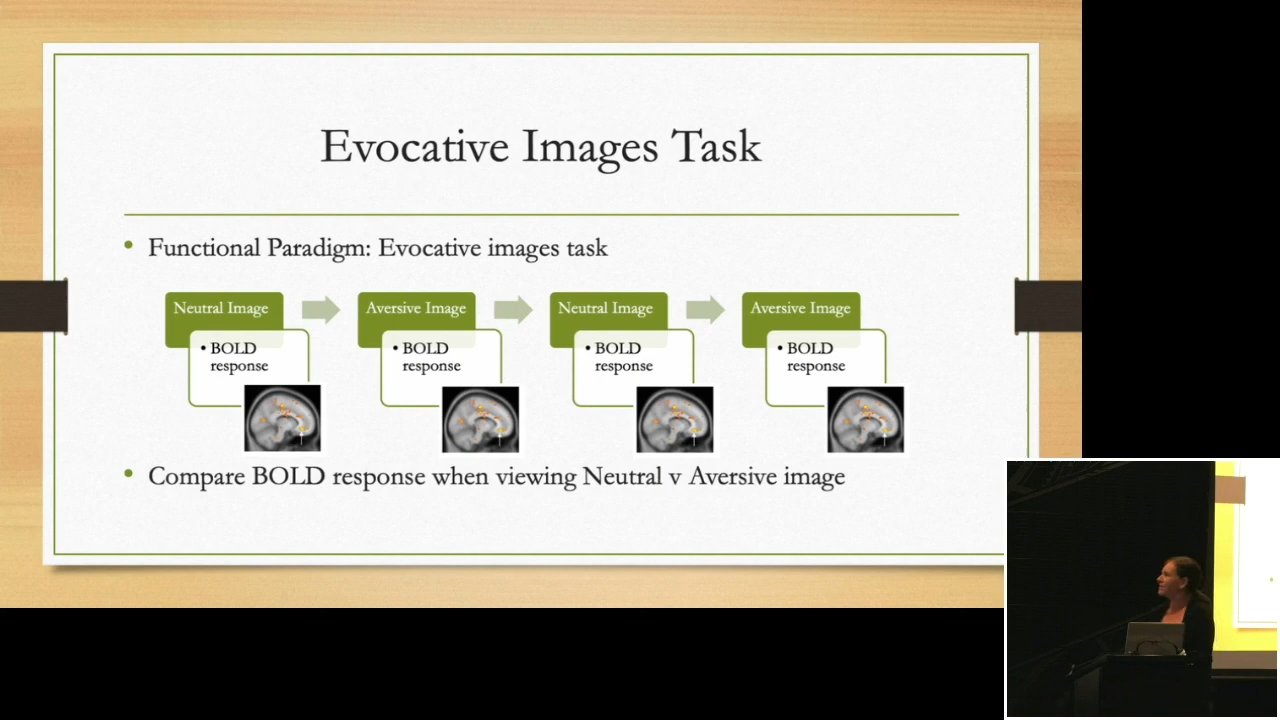 Evocative Images Task
• Functional Paradigm: Evocative images task
Neutral Image
• BOLD
response
Aversive Image
• BOLD
response
Neutral Image
• BOLD
response
Aversive Image
• BOLD
response
• Compare BOLD response when viewing Neutral v Aversive image